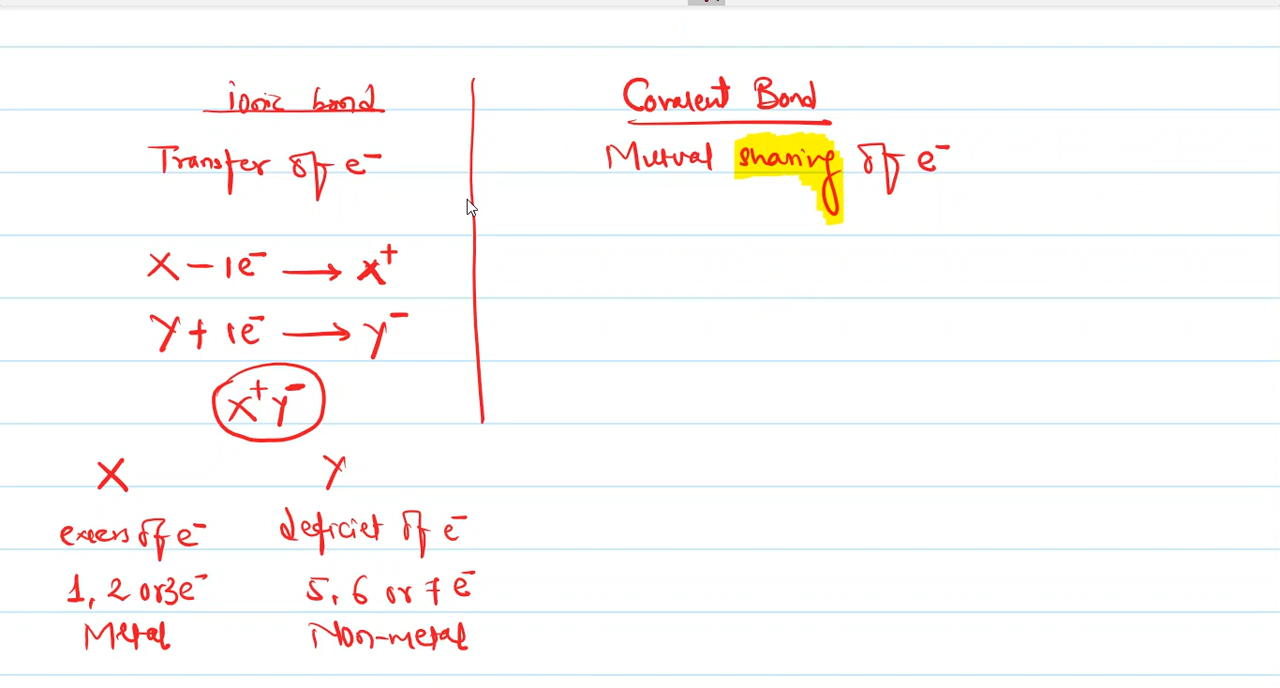 ionic bond
Transfer of e⁻
X – 1e⁻ ⟶ x⁺
Y + 1e⁻ ⟶ y⁻
X⁺Y⁻
X Y
excess of e⁻ deficiet of e⁻
1, 2 or 3e⁻ 5, 6 or 7 e⁻
Metal Non-metal
Covalent Bond
Mutual sharing of e⁻